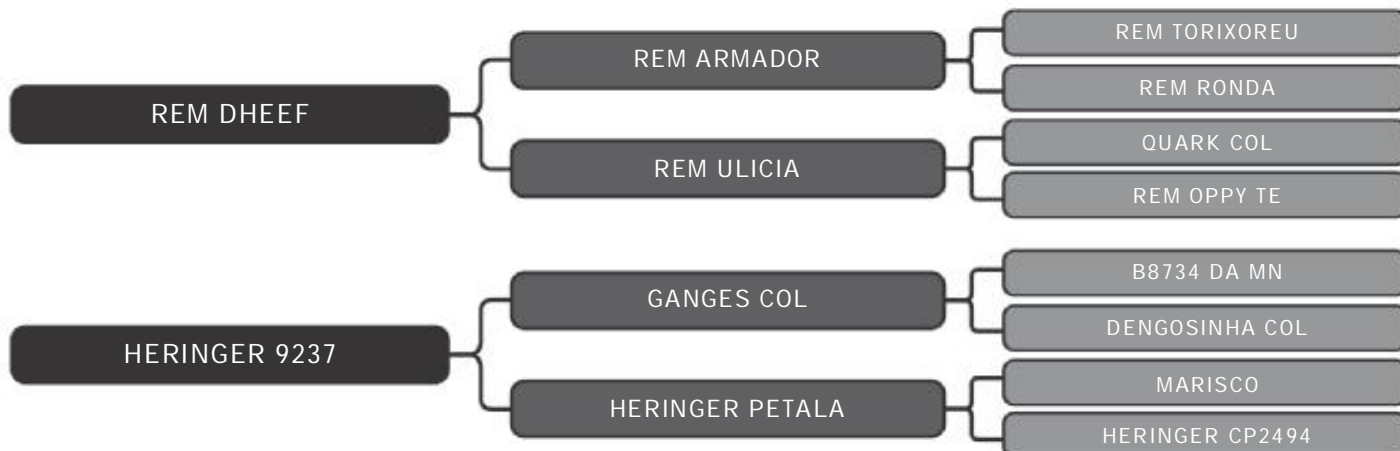 REM TORIXOREU
REM ARMADOR
REM RONDA
REM DHEEF
QUARK COL
REM ULICIA
REM OPPY TE
B8734 DA MN
GANGES COL
DENGOSINHA COL
HERINGER 9237
MARISCO
HERINGER PETALA
HERINGER CP2494